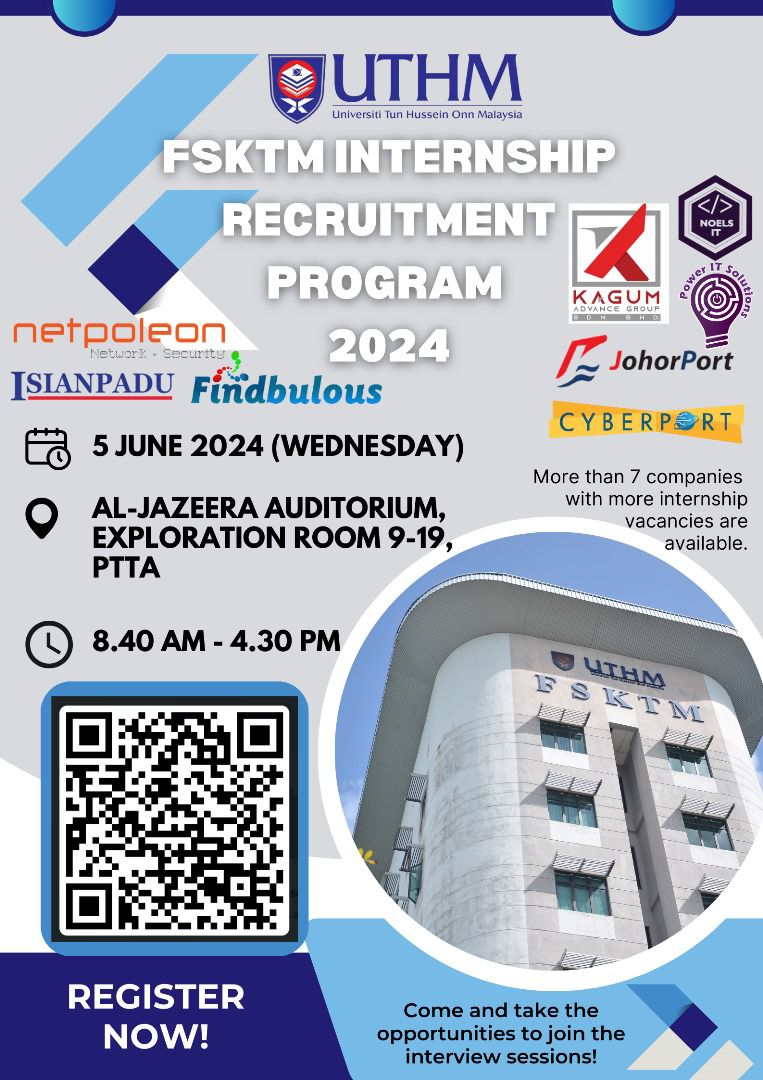 UTHM
Universiti Tun Hussein Onn Malaysia
FSKTM INTERNSHIP
RECRUITMENT
PROGRAM
2024
</>
NOELS
IT
KAGUM
ADVANCE GROUP
SDN BHD
Power IT Solutions
netpoleon
Network + Security
ISIANPADU
Findbulous
JohorPort
CYBERPORT
5 JUNE 2024 (WEDNESDAY)
More than 7 companies
with more internship
vacancies are
available.
AL-JAZEERA AUDITORIUM,
EXPLORATION ROOM 9-19,
PTTA
8.40 AM - 4.30 PM
UTHM
FSKTM
REGISTER
NOW!
Come and take the
opportunities to join the
interview sessions!